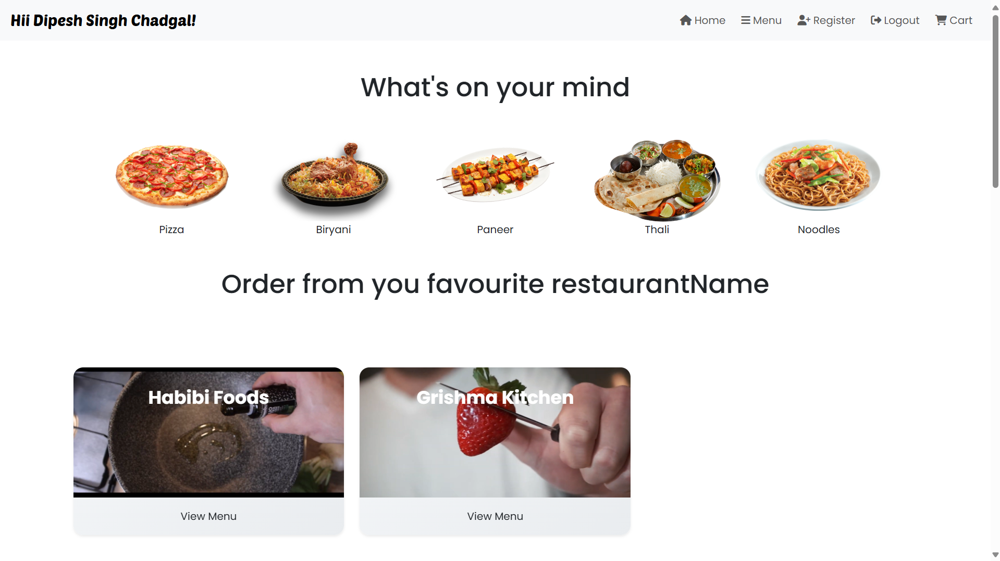 Hii Dipesh Singh Chadgal!
Home Menu Register Logout Cart
What's on your mind
Pizza Biryani Paneer Thali Noodles
Order from you favourite restaurantName
Habibi Foods Grishma Kitchen
View Menu View Menu